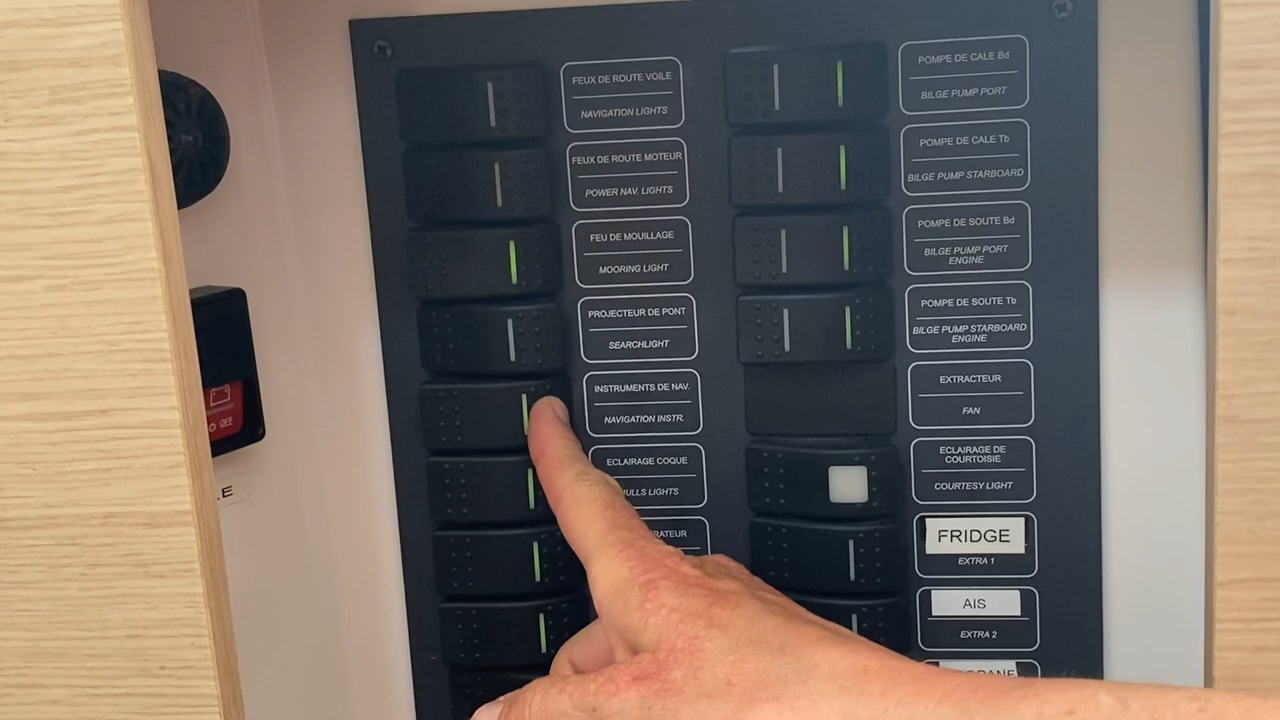 FEUX DE ROUTE VOILE
NAVIGATION LIGHTS
FEUX DE ROUTE MOTEUR
POWER NAV. LIGHTS
FEU DE MOUILLAGE
MOORING LIGHT
PROJECTEUR DE PONT
SEARCHLIGHT
INSTRUMENTS DE NAV.
NAVIGATION INSTR.
ECLAIRAGE COQUE
LIGHTS
POMPE DE CALE Bd
BILGE PUMP PORT
POMPE DE CALE Tb
BILGE PUMP STARBOARD
POMPE DE SOUTE Bd
BILGE PUMP PORT
ENGINE
POMPE DE SOUTE Tb
BILGE PUMP STARBOARD
ENGINE
EXTRACTEUR
FAN
ECLAIRAGE DE
COURTOISIE
COURTESY LIGHT
FRIDGE
EXTRA 1
AIS
EXTRA 2
OFF